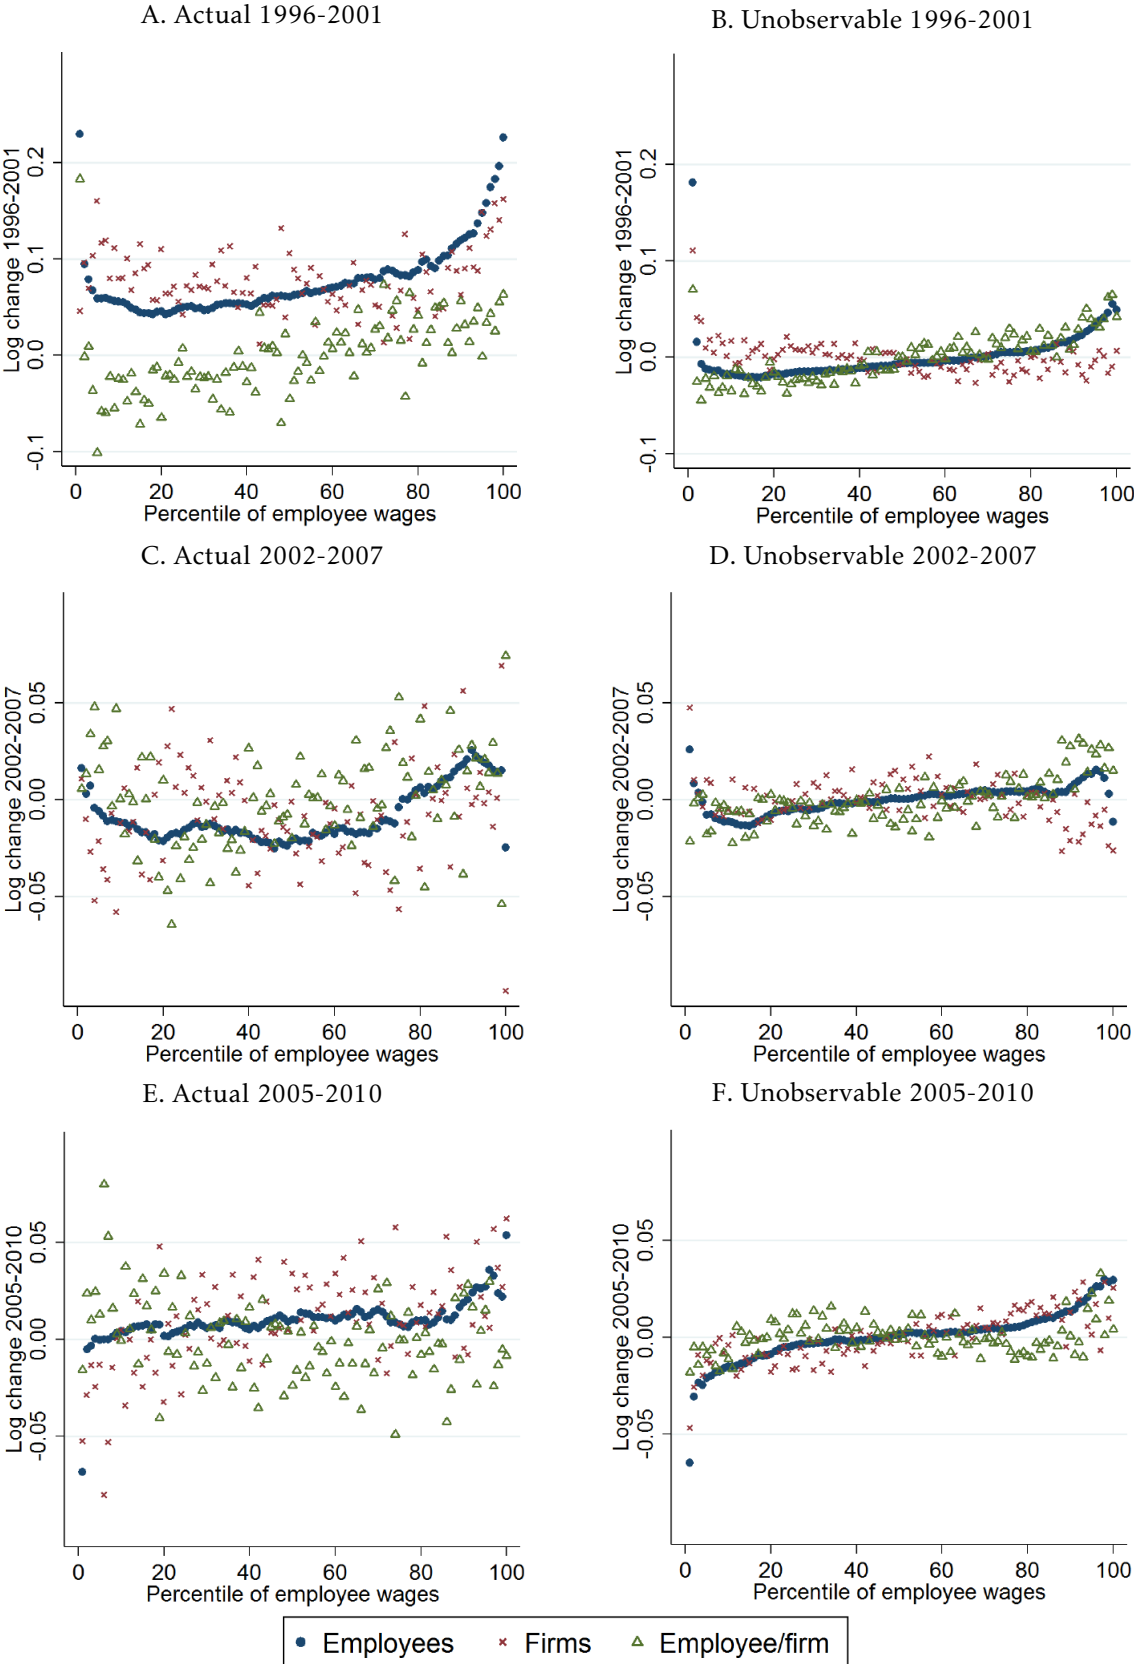 A. Actual 1996-2001
B. Unobservable 1996-2001
Log change 1996-2001
0.2
0.1
0.0
-0.1
0 20 40 60 80 100
Percentile of employee wages
Log change 1996-2001
0.2
0.1
0.0
-0.1
0 20 40 60 80 100
Percentile of employee wages
C. Actual 2002-2007
D. Unobservable 2002-2007
Log change 2002-2007
0.05
0.00
-0.05
0 20 40 60 80 100
Percentile of employee wages
Log change 2002-2007
0.05
0.00
-0.05
0 20 40 60 80 100
Percentile of employee wages
E. Actual 2005-2010
F. Unobservable 2005-2010
Log change 2005-2010
0.05
0.00
-0.05
0 20 40 60 80 100
Percentile of employee wages
Log change 2005-2010
0.05
0.00
-0.05
0 20 40 60 80 100
Percentile of employee wages
Employees Firms Employee/firm